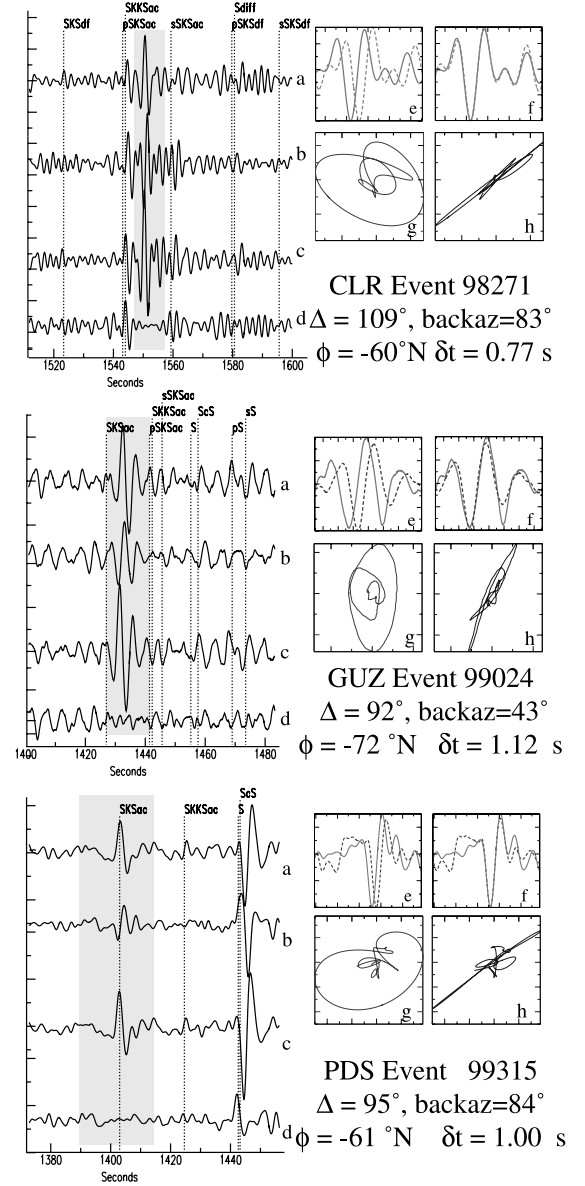 SKKSac Sdiff
SKSdf pSKSac sSKSac pSKSdf sSKSdf
a
b
c
d
e f
g h
1520 1540 1560 1580 1600
Seconds
CLR Event 98271
Δ = 109°, backaz=83°
ϕ = -60°N δt = 0.77 s
sSKSac
SKKSac ScS sS
SKSac pSKSac S pS
a
b
c
d
e f
g h
1400 1420 1440 1460 1480
Seconds
GUZ Event 99024
Δ = 92°, backaz=43°
ϕ = -72 °N δt = 1.12 s
ScS
SKSac SKKSac S
a
b
c
d
e f
g h
1380 1400 1420 1440
Seconds
PDS Event 99315
Δ = 95°, backaz=84°
ϕ = -61 °N δt = 1.00 s